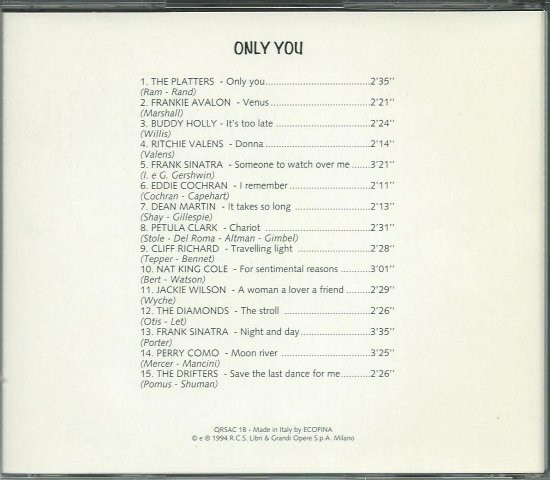 ONLY YOU
1. THE PLATTERS - Only you......................................2'35''
(Ram - Rand)
2. FRANKIE AVALON - Venus....................................2'21''
(Marshall)
3. BUDDY HOLLY - It's too late ..................................2'24''
(Willis)
4. RITCHIE VALENS - Donna......................................2'14''
(Valens)
5. FRANK SINATRA - Someone to watch over me .......3'21''
(I. e G. Gershwin)
6. EDDIE COCHRAN - I remember .............................2'11''
(Cochran - Capehart)
7. DEAN MARTIN - It takes so long ...........................2'13''
(Shay - Gillespie)
8. PETULA CLARK - Chariot ......................................2'31''
(Stole - Del Roma - Altman - Gimbel)
9. CLIFF RICHARD - Travelling light ...........................2'28''
(Tepper - Bennet)
10. NAT KING COLE - For sentimental reasons ...........3'01''
(Bert - Watson)
11. JACKIE WILSON - A woman a lover a friend .........2'29''
(Wyche)
12. THE DIAMONDS - The stroll ................................2'26''
(Otis - Let)
13. FRANK SINATRA - Night and day.........................3'35''
(Porter)
14. PERRY COMO - Moon river ................................3'25''
(Mercer - Mancini)
15. THE DRIFTERS - Save the last dance for me...........2'26''
(Pomus - Shuman)
QRSAC 18 - Made in Italy by ECOFINA
© e ℗ 1994 R.C.S. Libri & Grandi Opere S.p.A. Milano